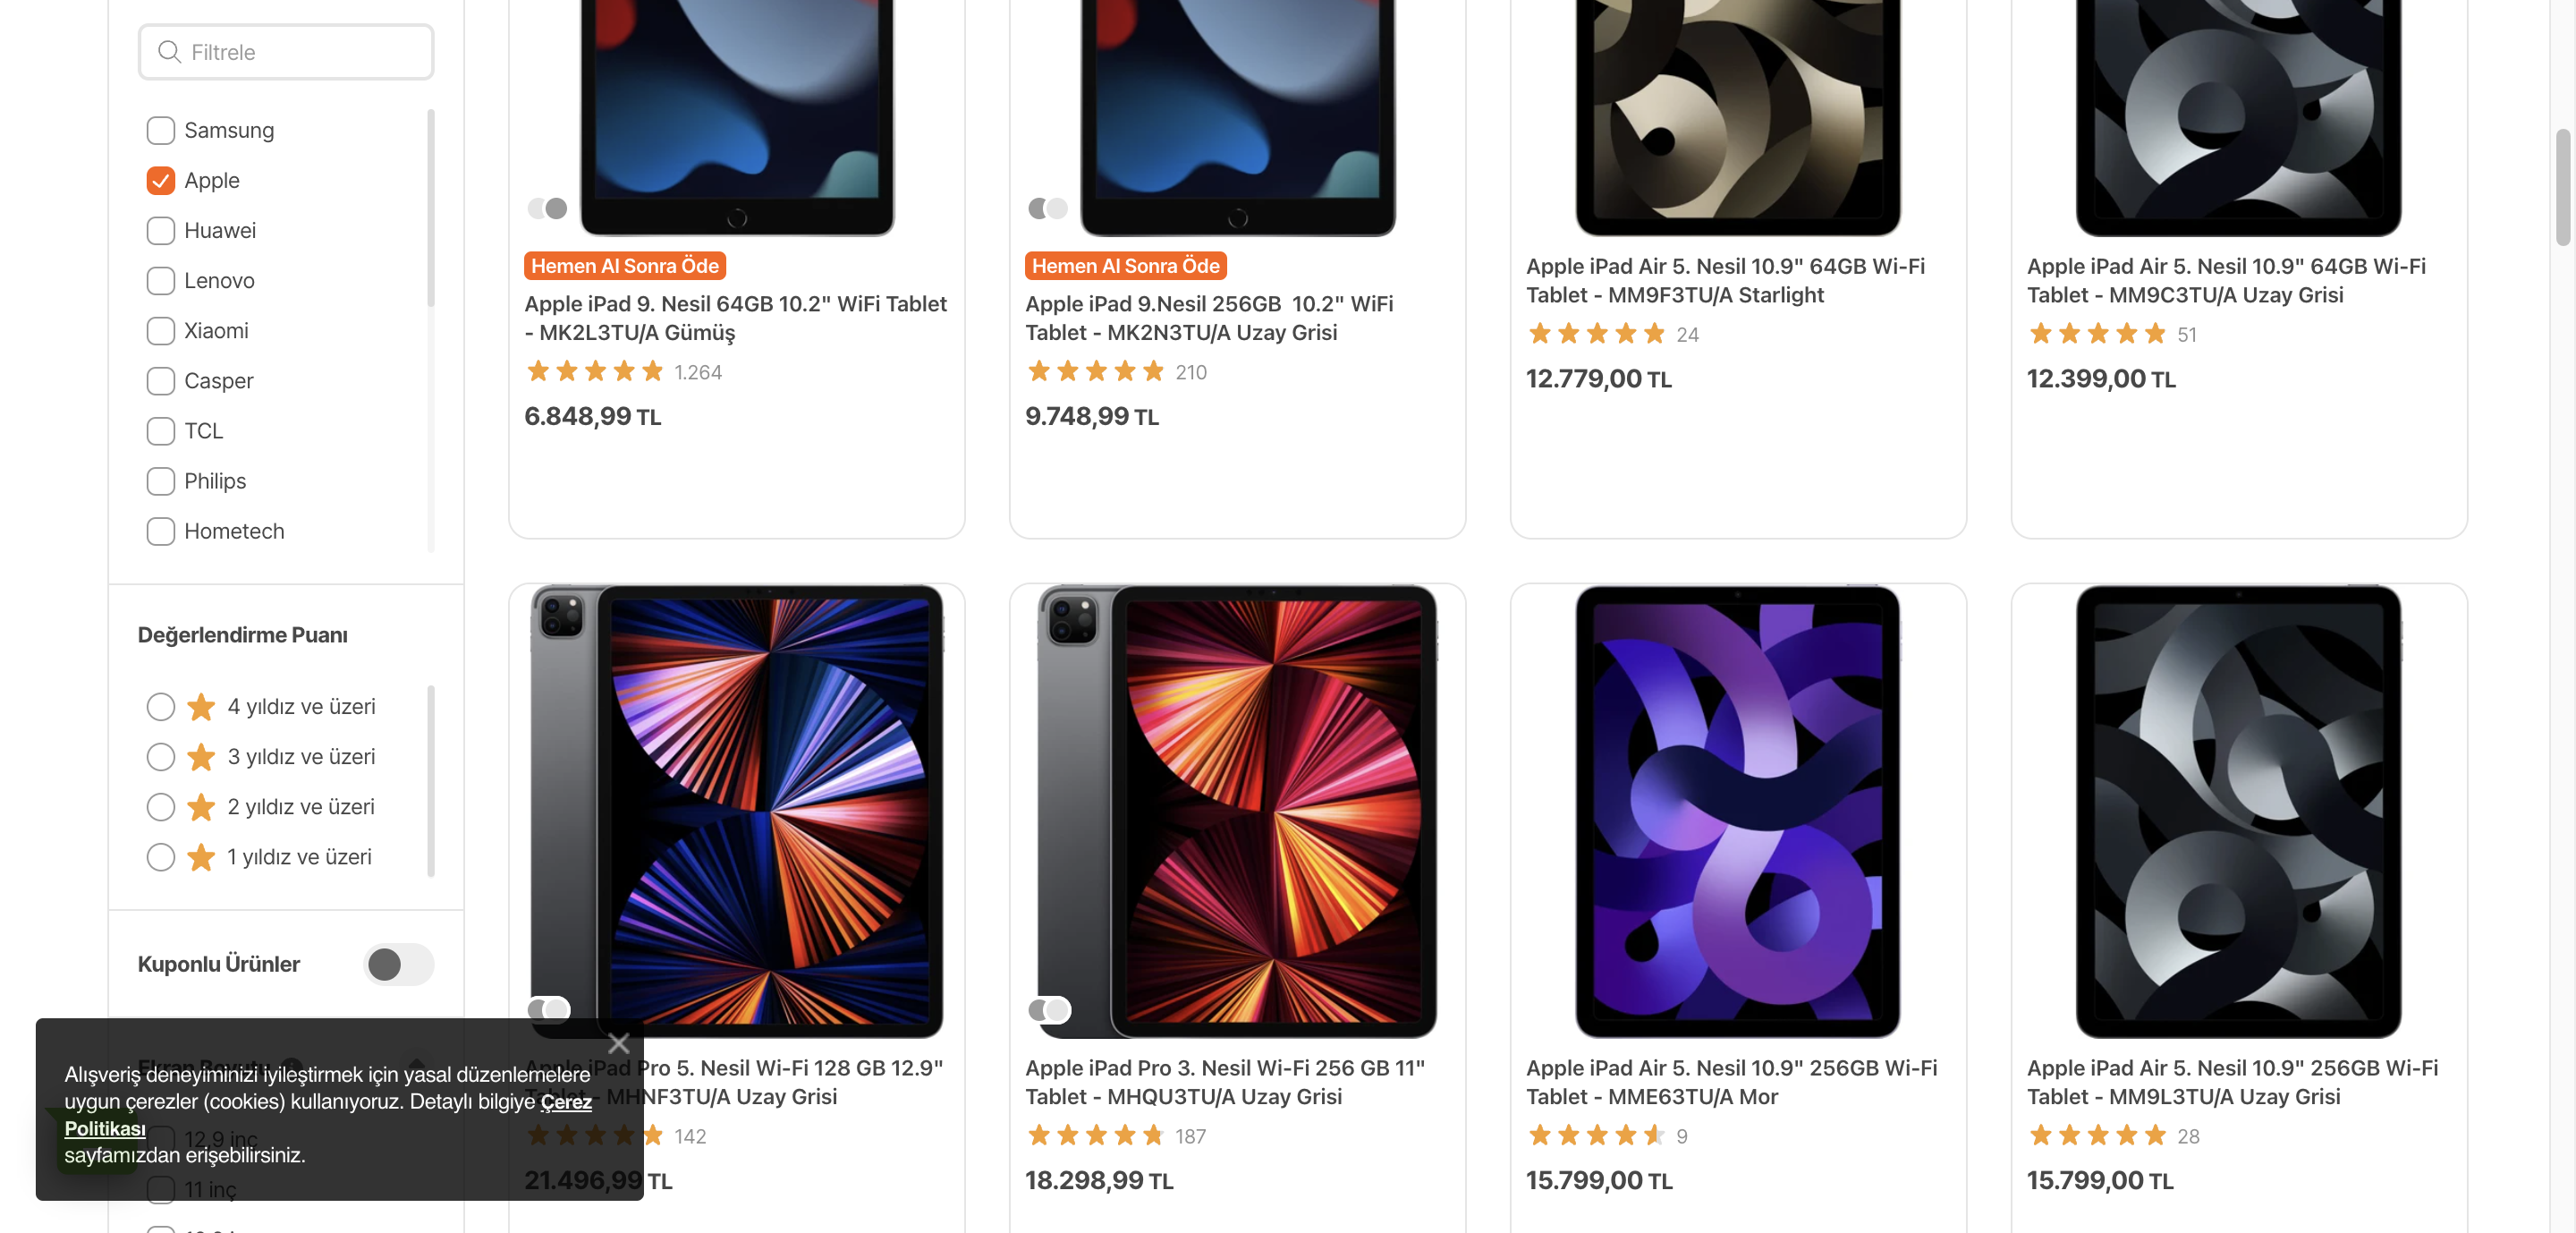 Filtrele
Samsung
Apple
Huawei
Lenovo
Xiaomi
Casper
TCL
Philips
Hometech
Değerlendirme Puanı
4 yıldız ve üzeri
3 yıldız ve üzeri
2 yıldız ve üzeri
1 yıldız ve üzeri
Kuponlu Ürünler
Ekran Boyutu
12,9 inç
11 inç
Alışveriş deneyiminizi iyileştirmek için yasal düzenlemelere
uygun çerezler (cookies) kullanıyoruz. Detaylı bilgiye Çerez
Politikası
sayfamızdan erişebilirsiniz.
Hemen Al Sonra Öde
Apple iPad 9. Nesil 64GB 10.2" WiFi Tablet
- MK2L3TU/A Gümüş
1.264
6.848,99 TL
Hemen Al Sonra Öde
Apple iPad 9.Nesil 256GB 10.2" WiFi
Tablet - MK2N3TU/A Uzay Grisi
210
9.748,99 TL
Apple iPad Air 5. Nesil 10.9" 64GB Wi-Fi
Tablet - MM9F3TU/A Starlight
24
12.779,00 TL
Apple iPad Air 5. Nesil 10.9" 64GB Wi-Fi
Tablet - MM9C3TU/A Uzay Grisi
51
12.399,00 TL
Apple iPad Pro 5. Nesil Wi-Fi 128 GB 12.9"
Tablet - MHNF3TU/A Uzay Grisi
142
21.496,99 TL
Apple iPad Pro 3. Nesil Wi-Fi 256 GB 11"
Tablet - MHQU3TU/A Uzay Grisi
187
18.298,99 TL
Apple iPad Air 5. Nesil 10.9" 256GB Wi-Fi
Tablet - MME63TU/A Mor
9
15.799,00 TL
Apple iPad Air 5. Nesil 10.9" 256GB Wi-Fi
Tablet - MM9L3TU/A Uzay Grisi
28
15.799,00 TL